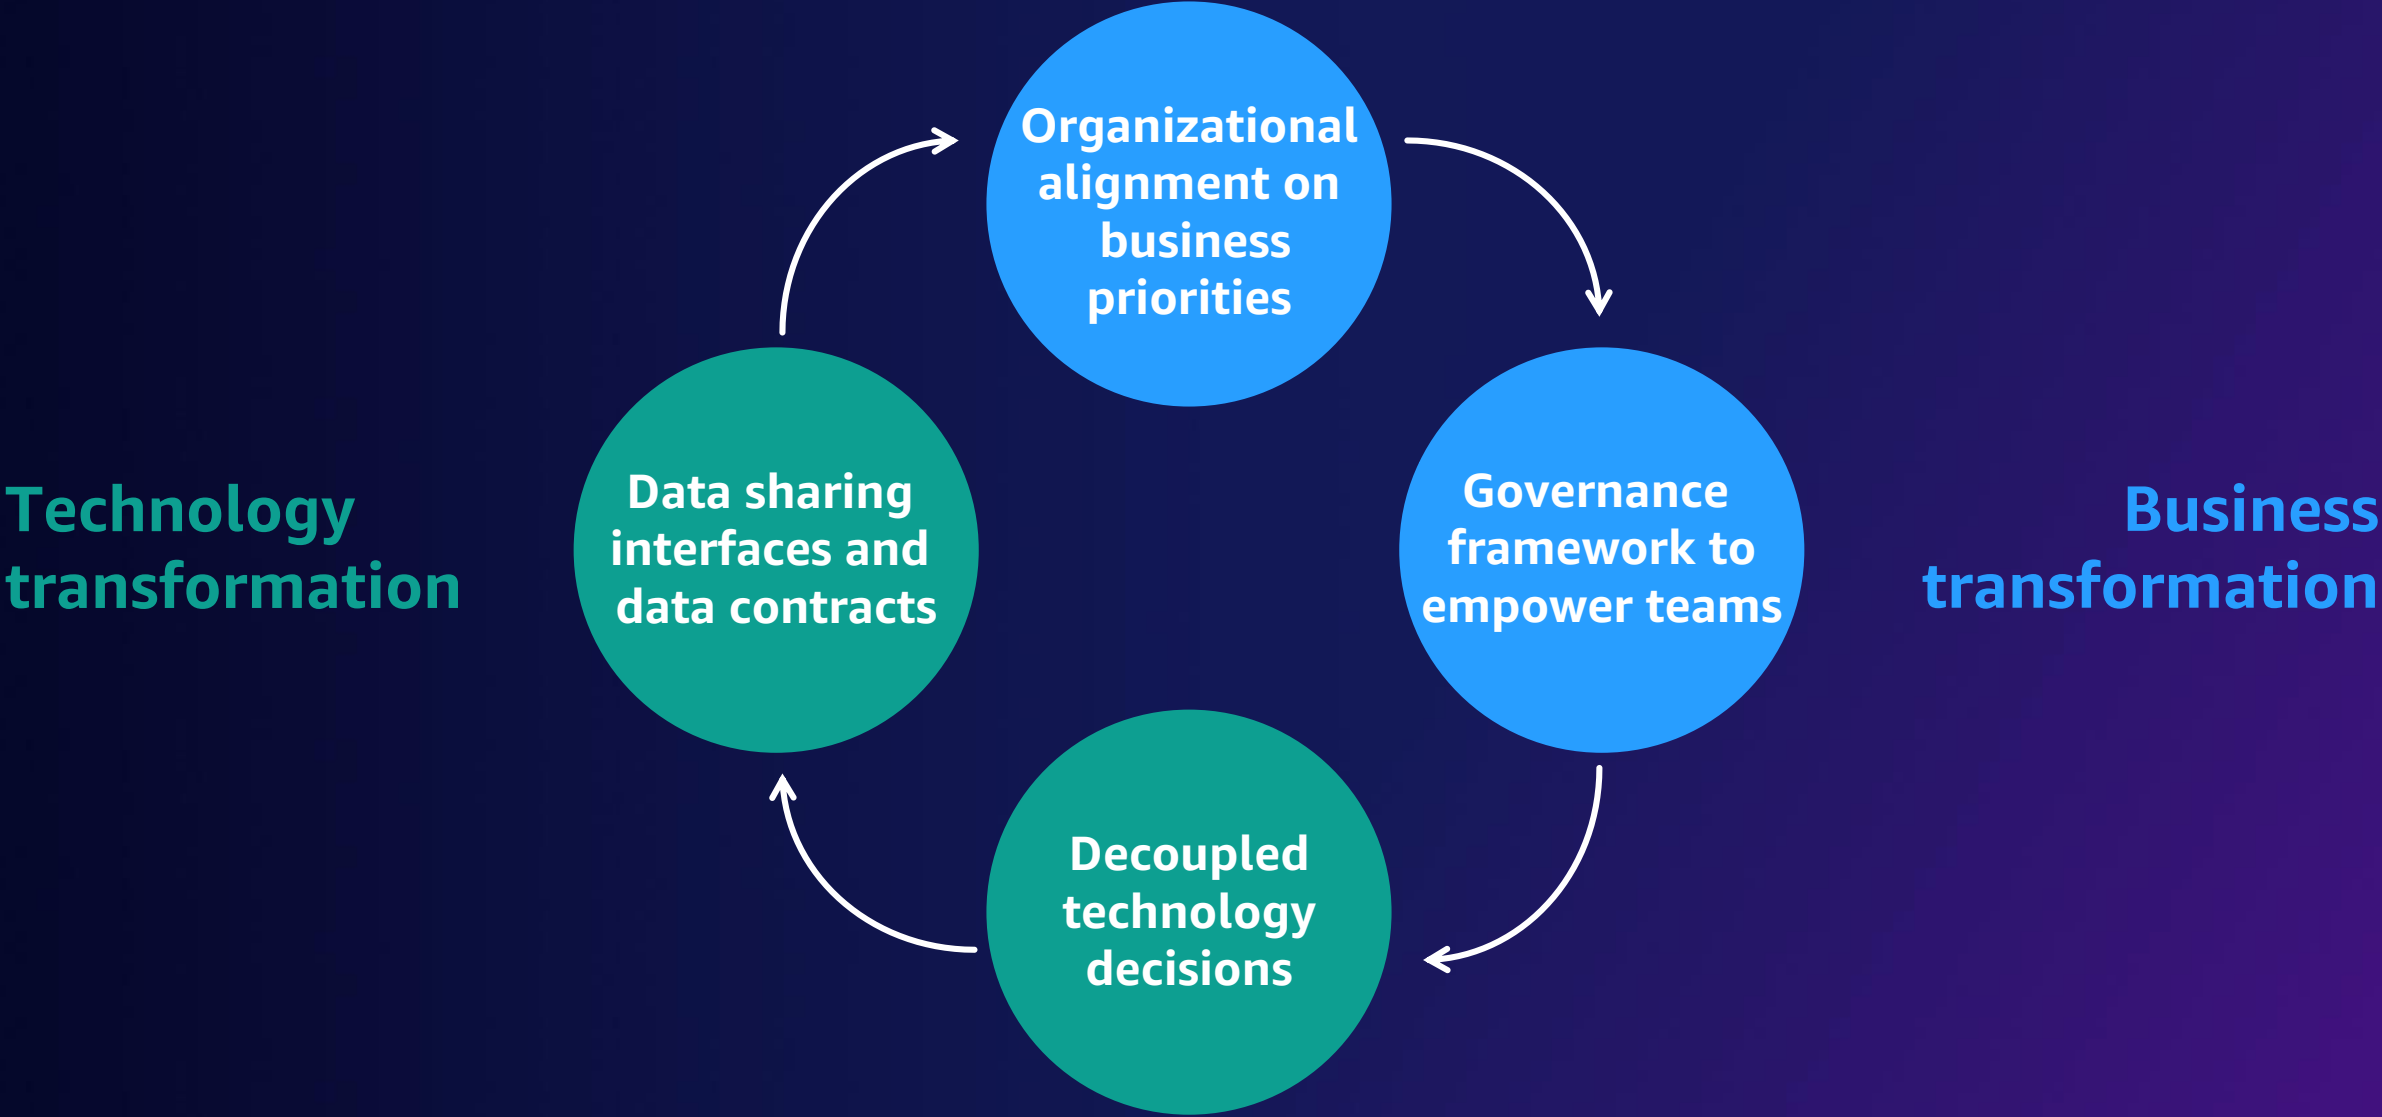 Organizational
alignment on
business
priorities
Data sharing
interfaces and
data contracts
Governance
framework to
empower teams
Technology
transformation
Business
transformation
Decoupled
technology
decisions